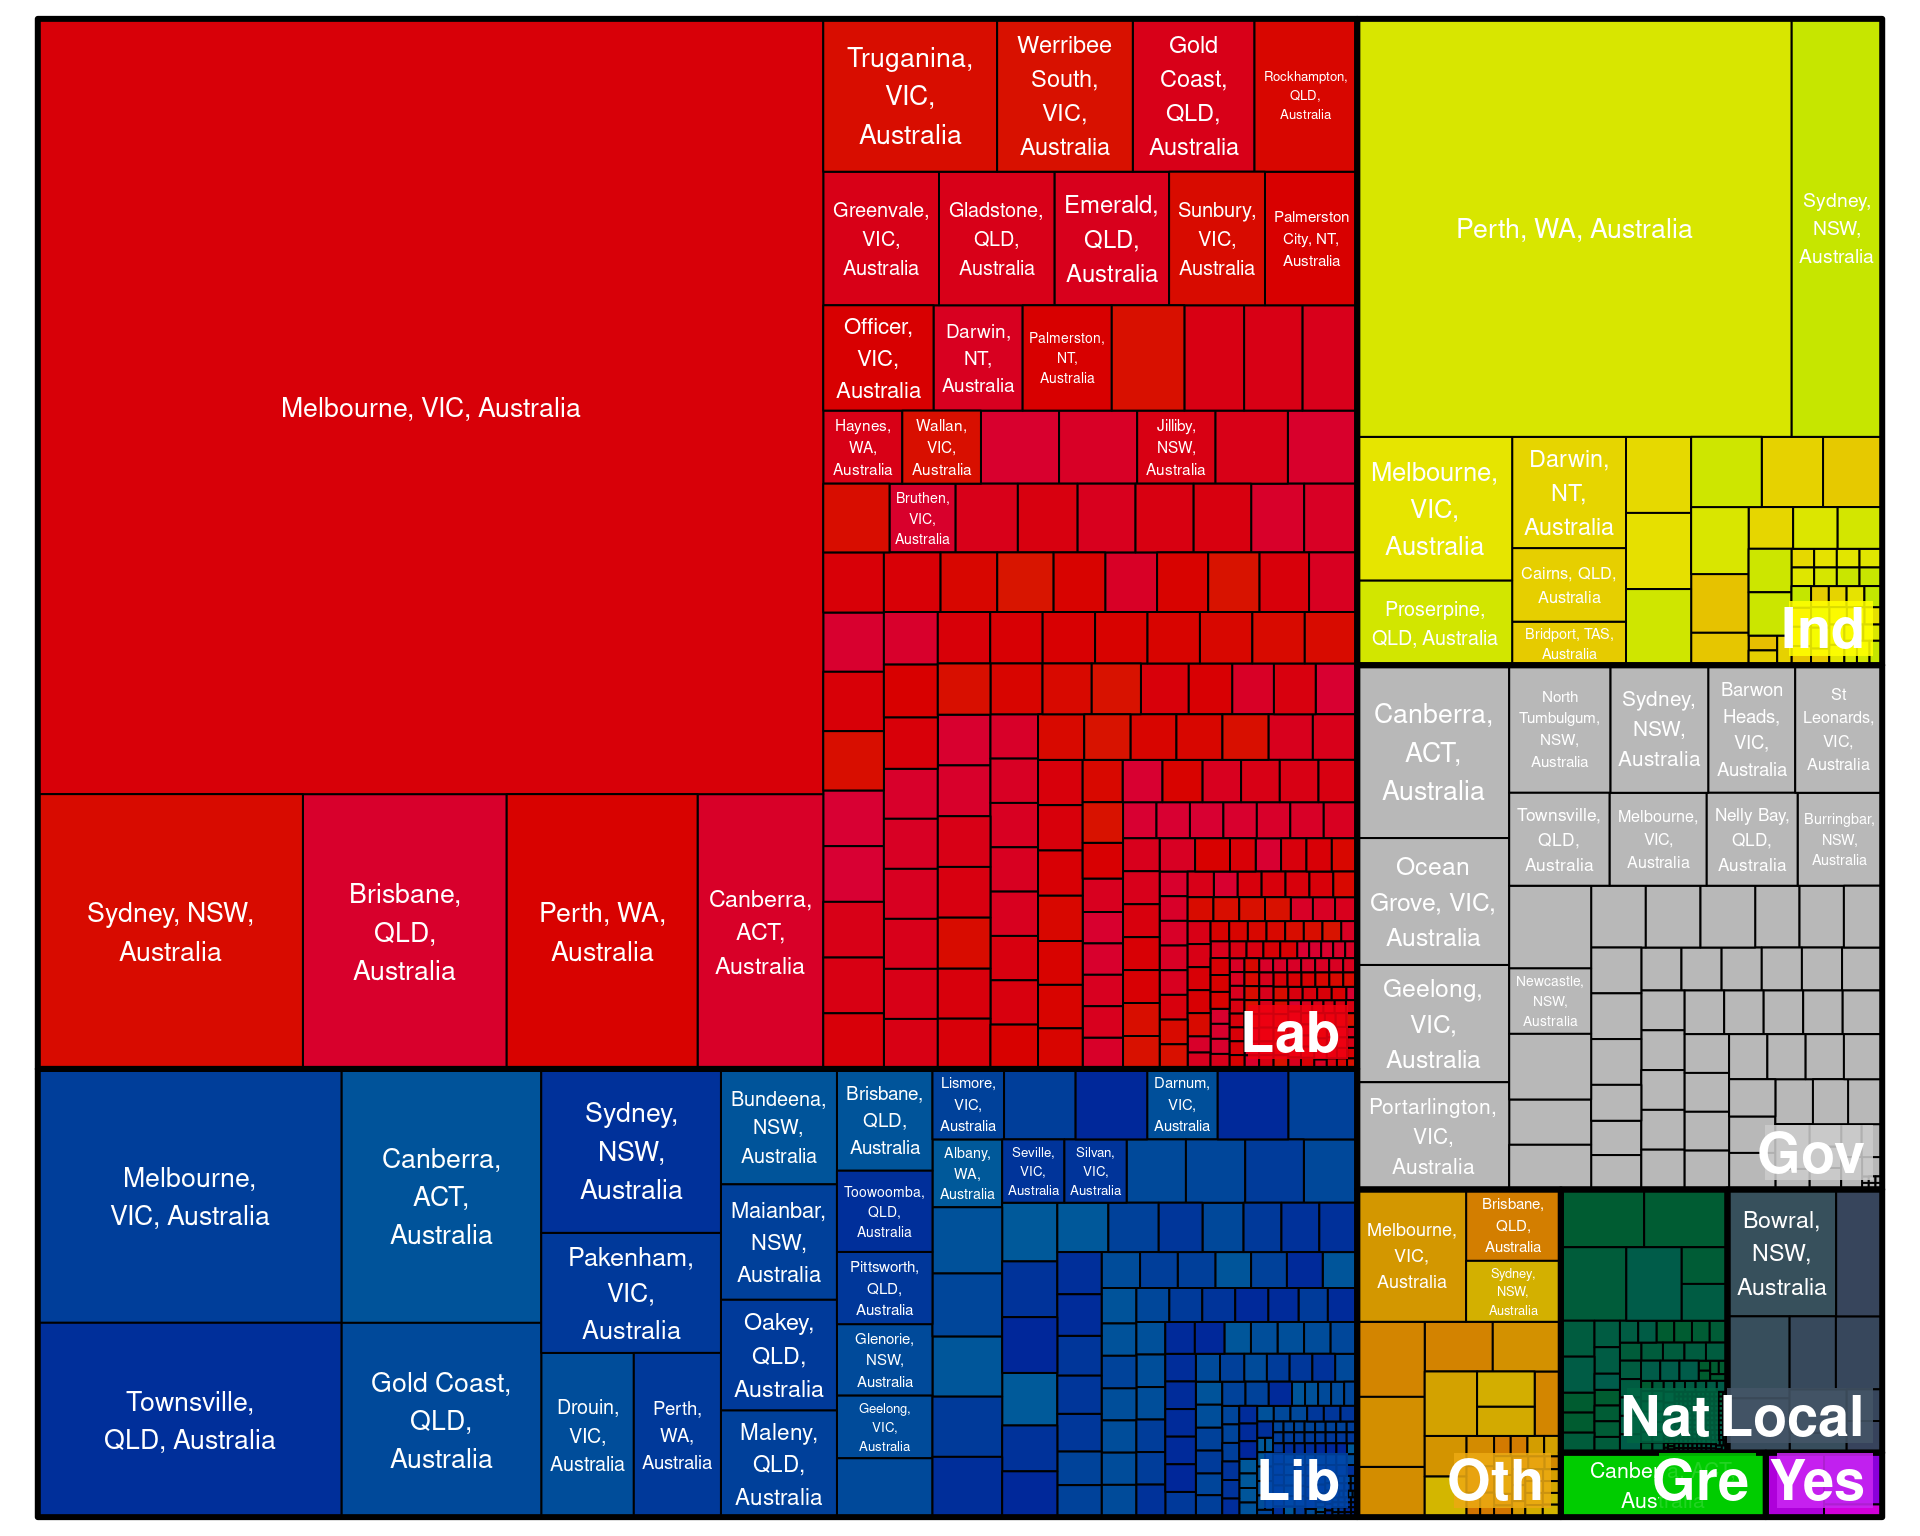 Melbourne, VIC, Australia
Sydney, NSW,
Australia
Brisbane,
QLD,
Australia
Perth, WA,
Australia
Canberra,
ACT,
Australia
Truganina,
VIC,
Australia
Werribee
South,
VIC,
Australia
Gold
Coast,
QLD,
Australia
Rockhampton,
QLD,
Australia
Greenvale,
VIC,
Australia
Gladstone,
QLD,
Australia
Emerald,
QLD,
Australia
Sunbury,
VIC,
Australia
Palmerston
City, NT,
Australia
Officer,
VIC,
Australia
Darwin,
NT,
Australia
Palmerston,
NT,
Australia
Haynes,
WA,
Australia
Wallan,
VIC,
Australia
Jilliby,
NSW,
Australia
Bruthen,
VIC,
Australia
Lab
Melbourne,
VIC, Australia
Townsville,
QLD, Australia
Canberra,
ACT,
Australia
Gold Coast,
QLD,
Australia
Sydney,
NSW,
Australia
Pakenham,
VIC,
Australia
Drouin,
VIC,
Australia
Perth,
WA,
Australia
Bundeena,
NSW,
Australia
Maianbar,
NSW,
Australia
Oakey,
QLD,
Australia
Maleny,
QLD,
Australia
Brisbane,
QLD,
Australia
Toowoomba,
QLD,
Australia
Pittsworth,
QLD,
Australia
Glenorie,
NSW,
Australia
Geelong,
VIC,
Australia
Lismore,
VIC,
Australia
Darnum,
VIC,
Australia
Albany,
WA,
Australia
Seville,
VIC,
Australia
Silvan,
VIC,
Australia
Lib
Perth, WA, Australia
Sydney,
NSW,
Australia
Melbourne,
VIC,
Australia
Proserpine,
QLD, Australia
Darwin,
NT,
Australia
Cairns, QLD,
Australia
Bridport, TAS,
Australia
Ind
Canberra,
ACT,
Australia
Ocean
Grove, VIC,
Australia
Geelong,
VIC,
Australia
Portarlington,
VIC,
Australia
North
Tumbulgum,
NSW,
Australia
Sydney,
NSW,
Australia
Barwon
Heads,
VIC,
Australia
St
Leonards,
VIC,
Australia
Townsville,
QLD,
Australia
Melbourne,
VIC,
Australia
Nelly Bay,
QLD,
Australia
Burringbar,
NSW,
Australia
Newcastle,
NSW,
Australia
Gov
Melbourne,
VIC,
Australia
Brisbane,
QLD,
Australia
Sydney,
NSW,
Australia
Oth
Nat
Bowral,
NSW,
Australia
Local
Canberra, ACT,
Australia
Gre
Yes